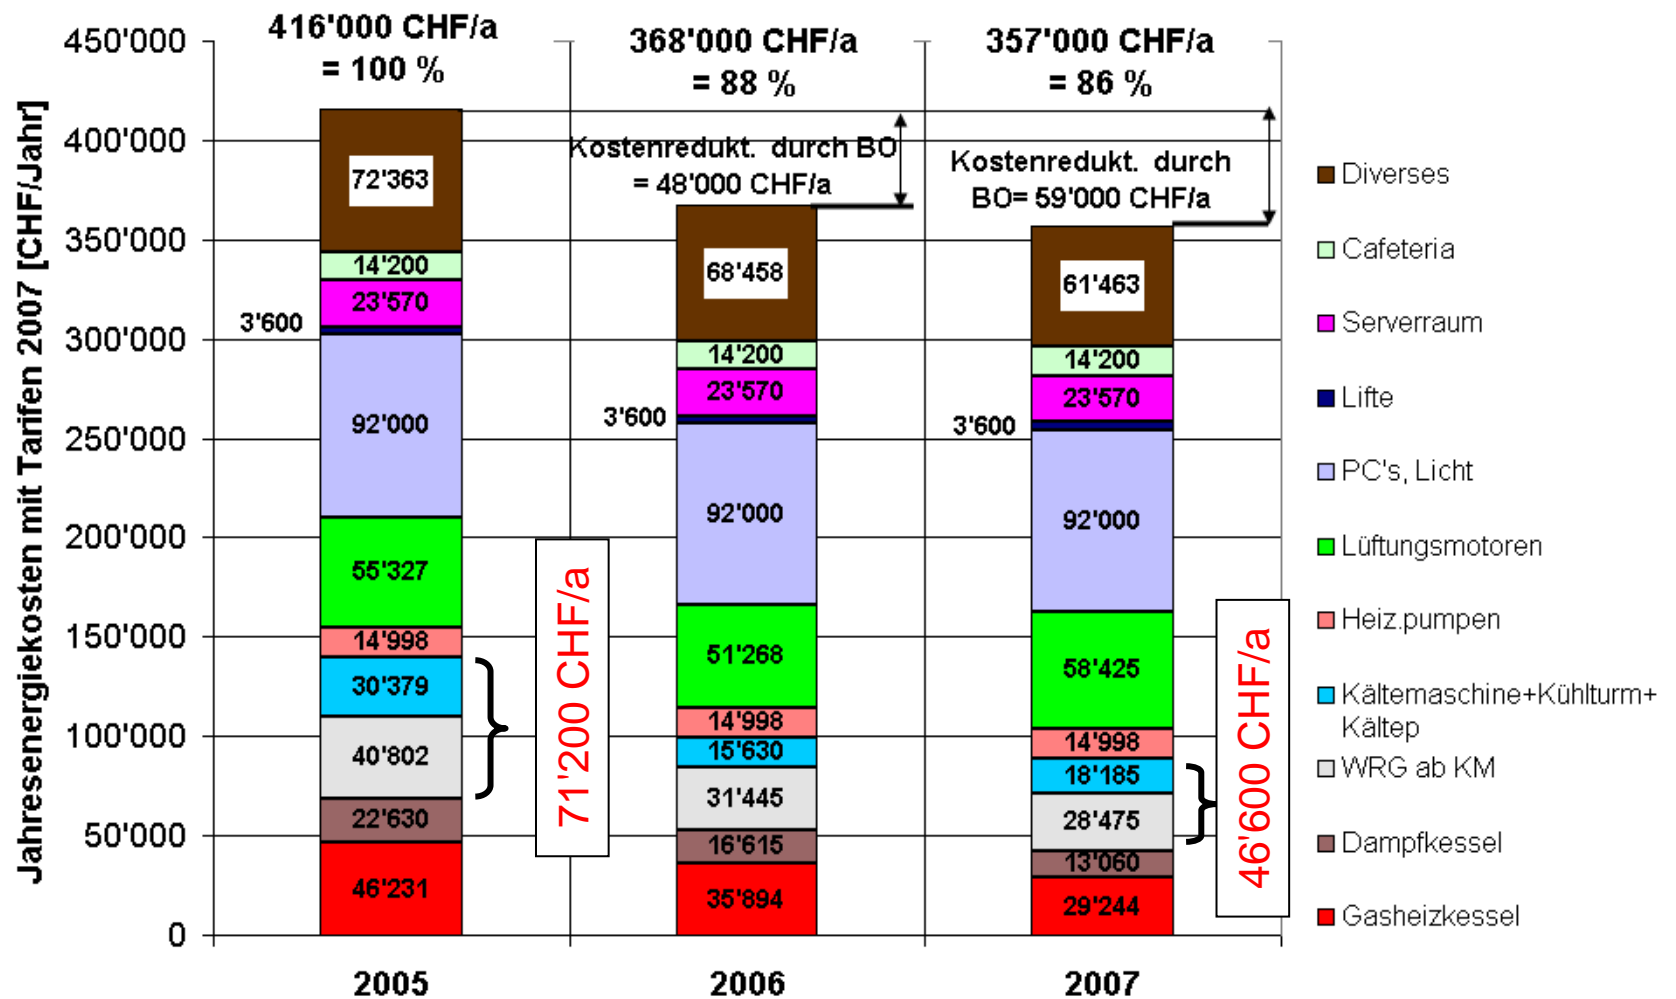 416'000 CHF/a
= 100 %
368'000 CHF/a
= 88 %
357'000 CHF/a
= 86 %
Jahresenergiekosten mit Tarifen 2007 [CHF/Jahr]
450'000
400'000
350'000
300'000
250'000
200'000
150'000
100'000
50'000
0
Kostenredukt. durch BO
= 48'000 CHF/a
Kostenredukt. durch
BO= 59'000 CHF/a
72'363
14'200
23'570
3'600
92'000
55'327
14'998
30'379
40'802
22'630
46'231
71'200 CHF/a
68'458
14'200
23'570
3'600
92'000
51'268
14'998
15'630
31'445
16'615
35'894
61'463
14'200
23'570
3'600
92'000
58'425
14'998
18'185
28'475
13'060
29'244
46'600 CHF/a
2005
2006
2007
Diverses
Cafeteria
Serverraum
Lifte
PC's, Licht
Lüftungsmotoren
Heiz.pumpen
Kältemaschine+Kühlturm+
Kältep
WRG ab KM
Dampfkessel
Gasheizkessel